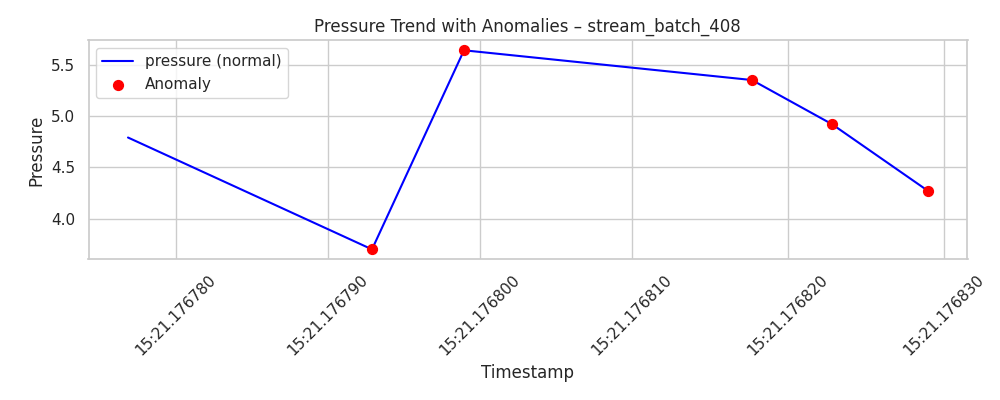 Pressure Trend with Anomalies – stream_batch_408
pressure (normal)
Anomaly
Pressure
5.5
5.0
4.5
4.0
15:21.176780
15:21.176790
15:21.176800
15:21.176810
15:21.176820
15:21.176830
Timestamp